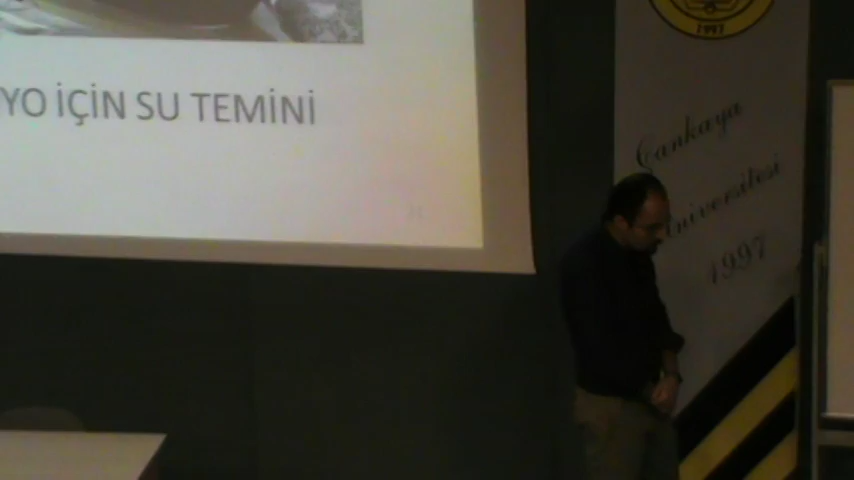 YO İÇİN SU TEMİNİ
1997
Çankaya
Üniversitesi
1997